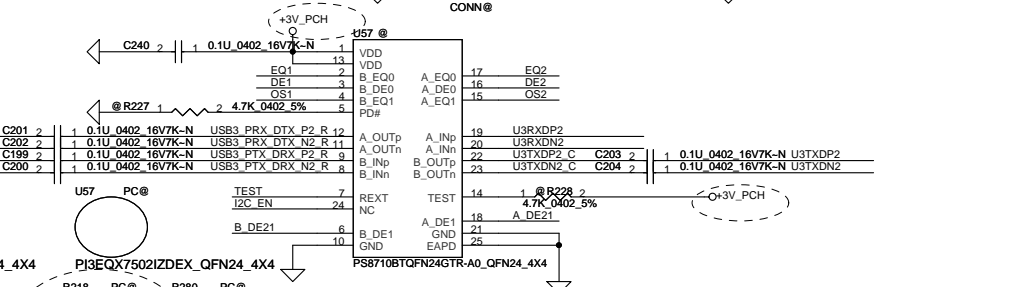 CONN@
+3V_PCH
U57 @
C240 2 1 0.1U_0402_16V7K~N
1 VDD
13 VDD
EQ1 2 B_EQ0 A_EQ0 17 EQ2
DE1 3 B_DE0 A_DE0 16 DE2
OS1 4 B_EQ1 A_EQ1 15 OS2
@ R227 1 2 4.7K_0402_5% 5 PD#
C201 2 1 0.1U_0402_16V7K~N USB3_PRX_DTX_P2_R 12 A_OUTp A_INp 19 U3RXDP2
C202 2 1 0.1U_0402_16V7K~N USB3_PRX_DTX_N2_R 11 A_OUTn A_INn 20 U3RXDN2
C199 2 1 0.1U_0402_16V7K~N USB3_PTX_DRX_P2_R 9 B_INp B_OUTp 22 U3TXDP2_C C203 2 1 0.1U_0402_16V7K~N U3TXDP2
C200 2 1 0.1U_0402_16V7K~N USB3_PTX_DRX_N2_R 8 B_INn B_OUTn 23 U3TXDN2_C C204 2 1 0.1U_0402_16V7K~N U3TXDN2
U57 PC@
TEST 7 REXT TEST 14 1 @ R228 2 +3V_PCH
I2C_EN 24 NC 4.7K_0402_5%
A_DE1 18 A_DE21
B_DE21 6 B_DE1 GND 21
10 GND EAPD 25
4_4X4 PI3EQX7502IZDEX_QFN24_4X4 PS8710BTQFN24GTR-A0_QFN24_4X4
R218 PC@ R280 PC@